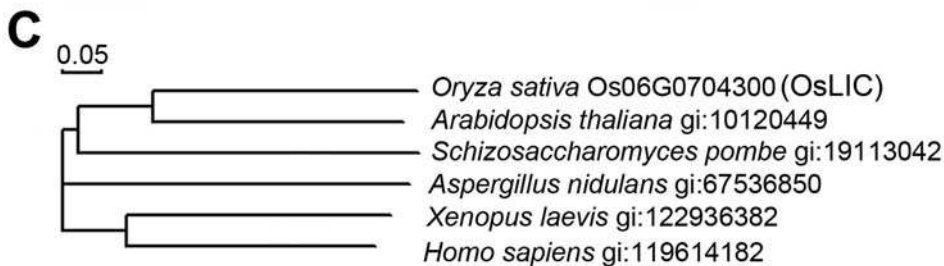 C
0.05
Oryza sativa Os06G0704300 (OsLIC)
Arabidopsis thaliana gi:10120449
Schizosaccharomyces pombe gi:19113042
Aspergillus nidulans gi:67536850
Xenopus laevis gi:122936382
Homo sapiens gi:119614182